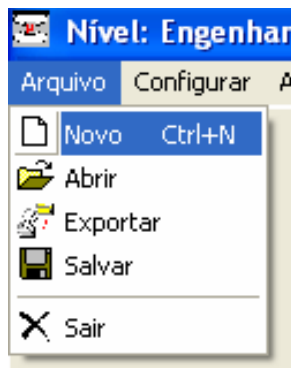 Nível: Engenhar
Arquivo Configurar A
Novo Ctrl+N
Abrir
Exportar
Salvar
Sair